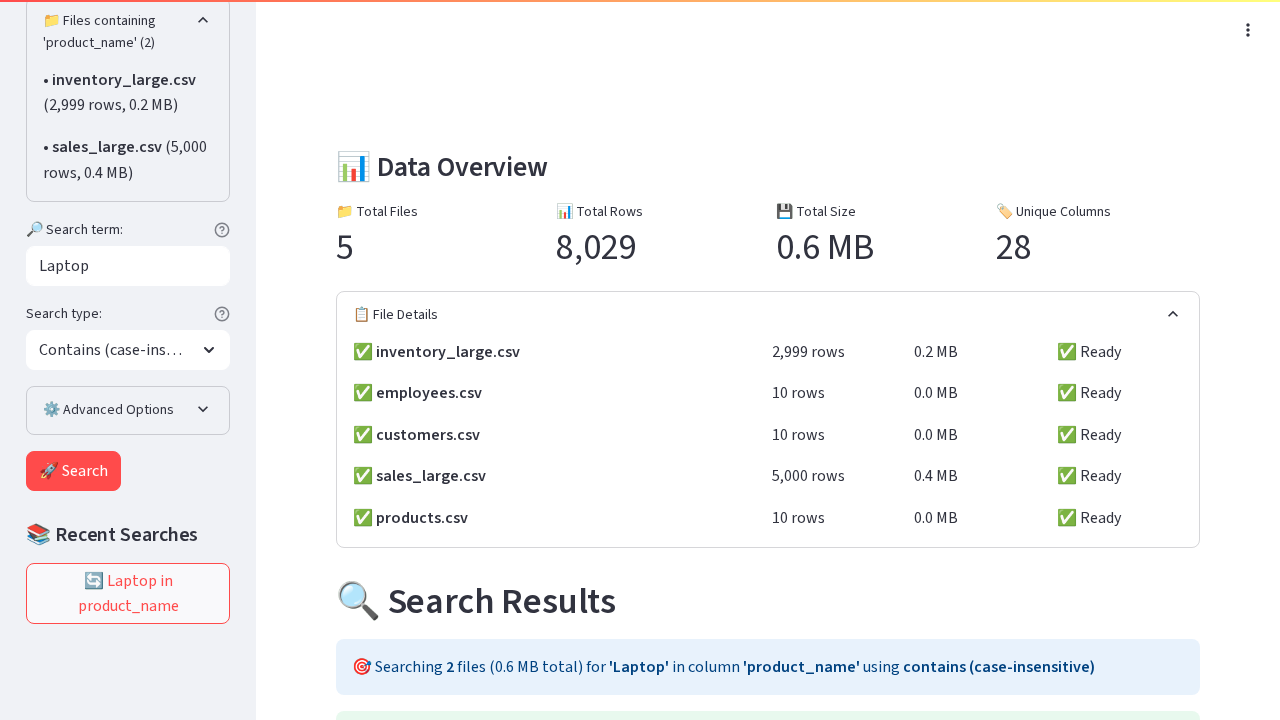 📁 Files containing
'product_name' (2)
• inventory_large.csv
(2,999 rows, 0.2 MB)
• sales_large.csv (5,000
rows, 0.4 MB)
🔎 Search term:
Laptop
Search type:
Contains (case-ins…
⚙️ Advanced Options
🚀 Search
📚 Recent Searches
🔄 Laptop in
product_name
📊 Data Overview
📁 Total Files
5
📊 Total Rows
8,029
💾 Total Size
0.6 MB
🏷️ Unique Columns
28
📋 File Details
✅ inventory_large.csv 2,999 rows 0.2 MB ✅ Ready
✅ employees.csv 10 rows 0.0 MB ✅ Ready
✅ customers.csv 10 rows 0.0 MB ✅ Ready
✅ sales_large.csv 5,000 rows 0.4 MB ✅ Ready
✅ products.csv 10 rows 0.0 MB ✅ Ready
🔍 Search Results
🎯 Searching 2 files (0.6 MB total) for 'Laptop' in column 'product_name' using contains (case-insensitive)